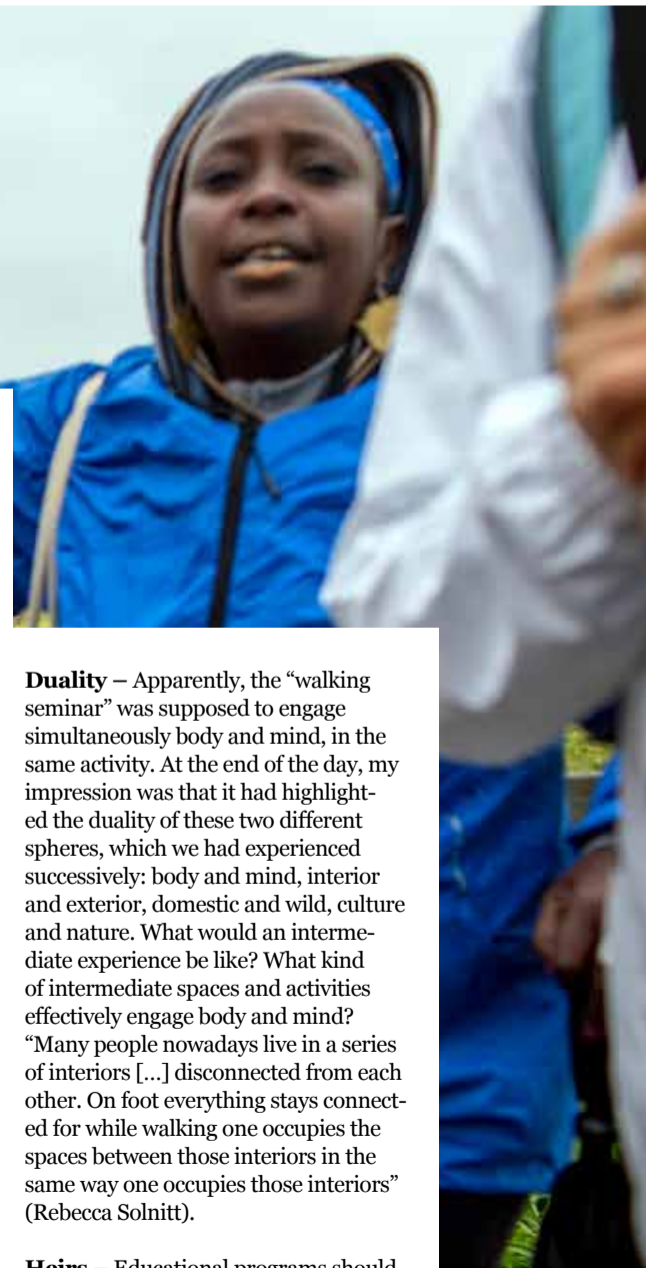 Duality – Apparently, the “walking
seminar” was supposed to engage
simultaneously body and mind, in the
same activity. At the end of the day, my
impression was that it had highlight-
ed the duality of these two different
spheres, which we had experienced
successively: body and mind, interior
and exterior, domestic and wild, culture
and nature. What would an interme-
diate experience be like? What kind
of intermediate spaces and activities
effectively engage body and mind?
“Many people nowadays live in a series
of interiors [...] disconnected from each
other. On foot everything stays connect-
ed for while walking one occupies the
spaces between those interiors in the
same way one occupies those interiors”
(Rebecca Solnitt).
Heirs – Educational programs should